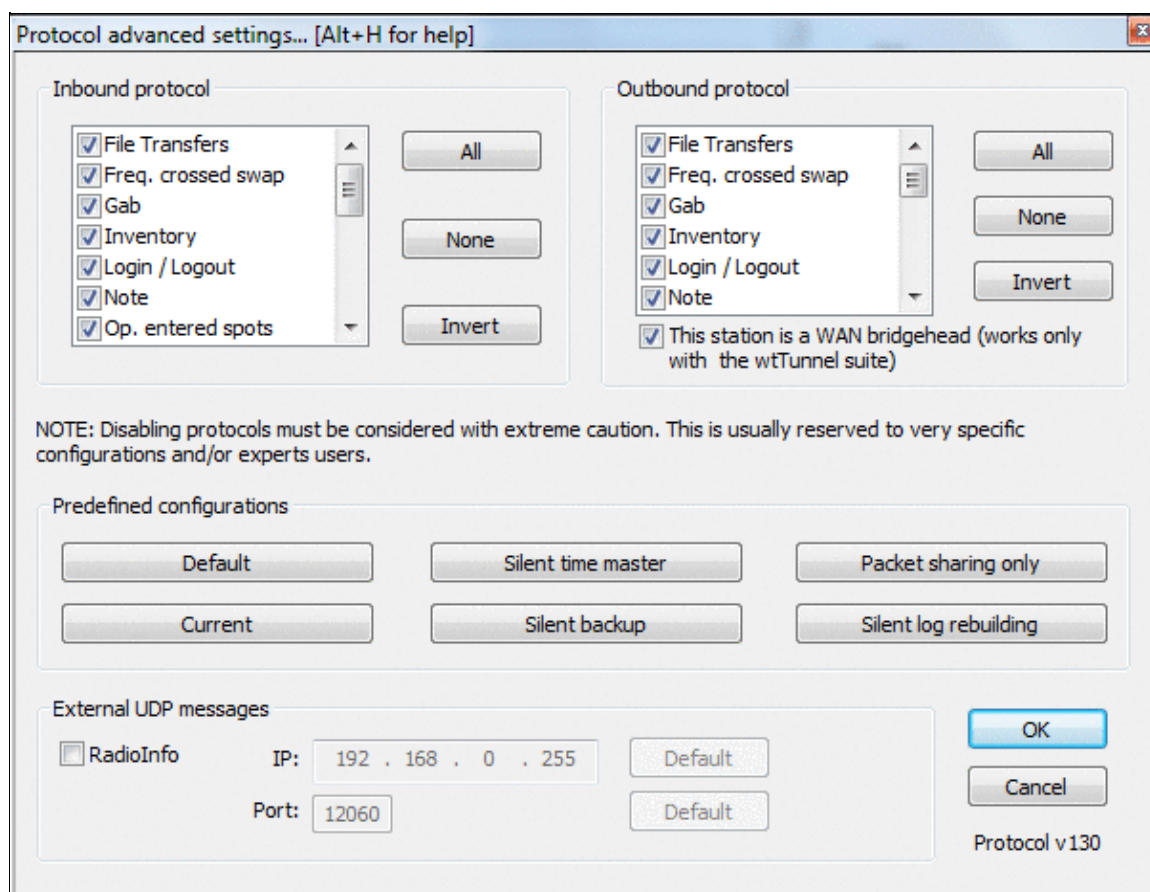 Protocol advanced settings... [Alt+H for help]
Inbound protocol
File Transfers
Freq. crossed swap
Gab
Inventory
Login / Logout
Note
Op. entered spots
All
None
Invert
Outbound protocol
File Transfers
Freq. crossed swap
Gab
Inventory
Login / Logout
Note
All
None
Invert
This station is a WAN bridgehead (works only
with the wtTunnel suite)
NOTE: Disabling protocols must be considered with extreme caution. This is usually reserved to very specific
configurations and/or experts users.
Predefined configurations
Default
Silent time master
Packet sharing only
Current
Silent backup
Silent log rebuilding
External UDP messages
RadioInfo
IP: 192 . 168 . 0 . 255
Default
Port: 12060
Default
OK
Cancel
Protocol v130